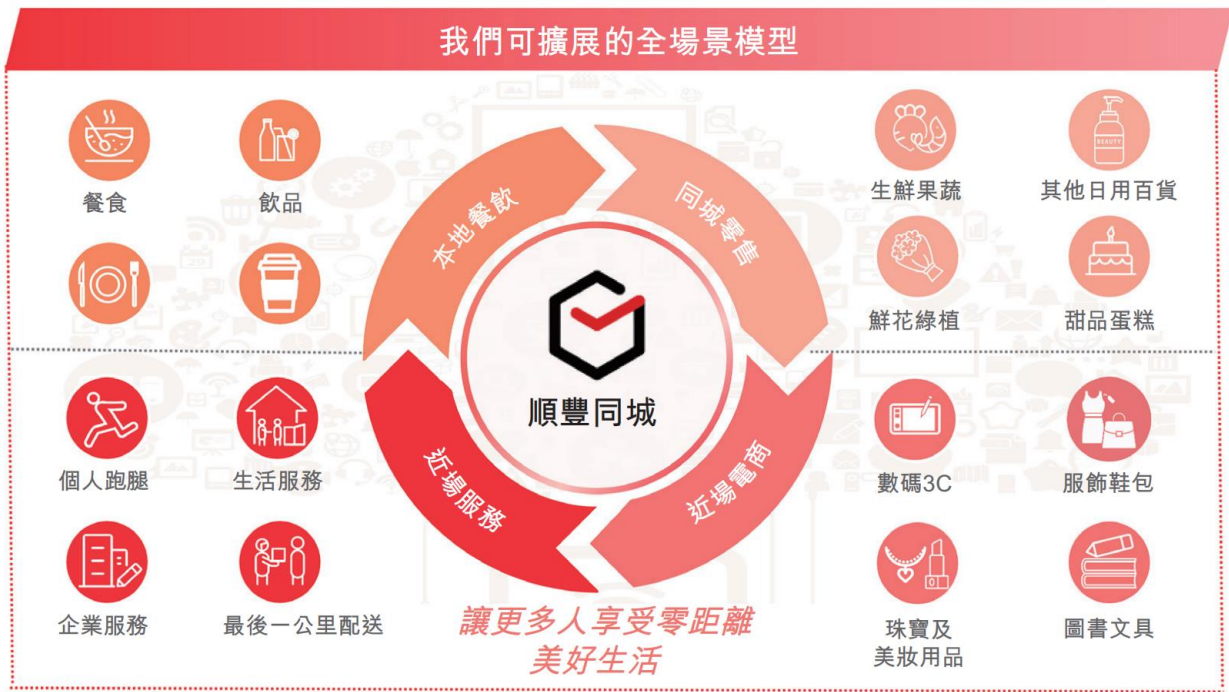 我們可擴展的全場景模型
餐食
飲品
本地餐飲
同城零售
生鮮果蔬
其他日用百貨
BEAUTY
鮮花綠植
甜品蛋糕
順豐同城
個人跑腿
生活服務
近場服務
近場電商
數碼3C
服飾鞋包
企業服務
最後一公里配送
讓更多人享受零距離
美好生活
珠寶及
美妝用品
圖書文具